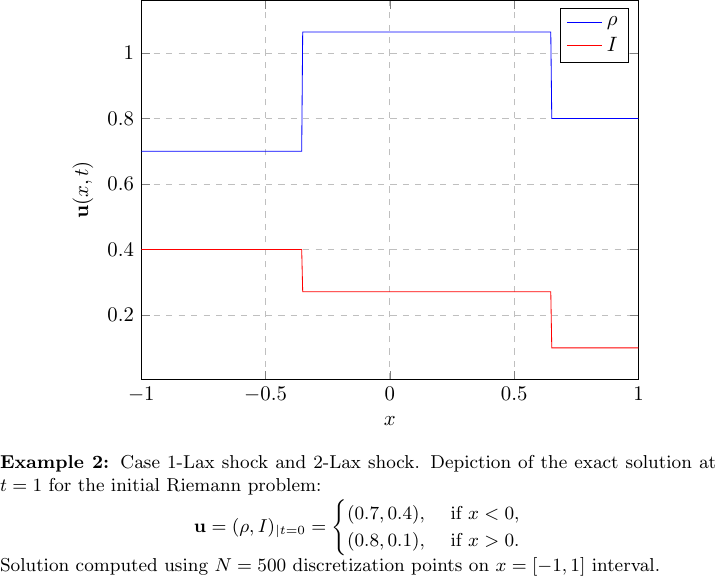 ρ
I
1
0.8
0.6
0.4
0.2
u(x, t)
−1 −0.5 0 0.5 1
x
Example 2: Case 1-Lax shock and 2-Lax shock. Depiction of the exact solution at
t = 1 for the initial Riemann problem:
u = (ρ, I)|t=0 = { (0.7, 0.4), if x < 0,
(0.8, 0.1), if x > 0.
Solution computed using N = 500 discretization points on x = [−1, 1] interval.